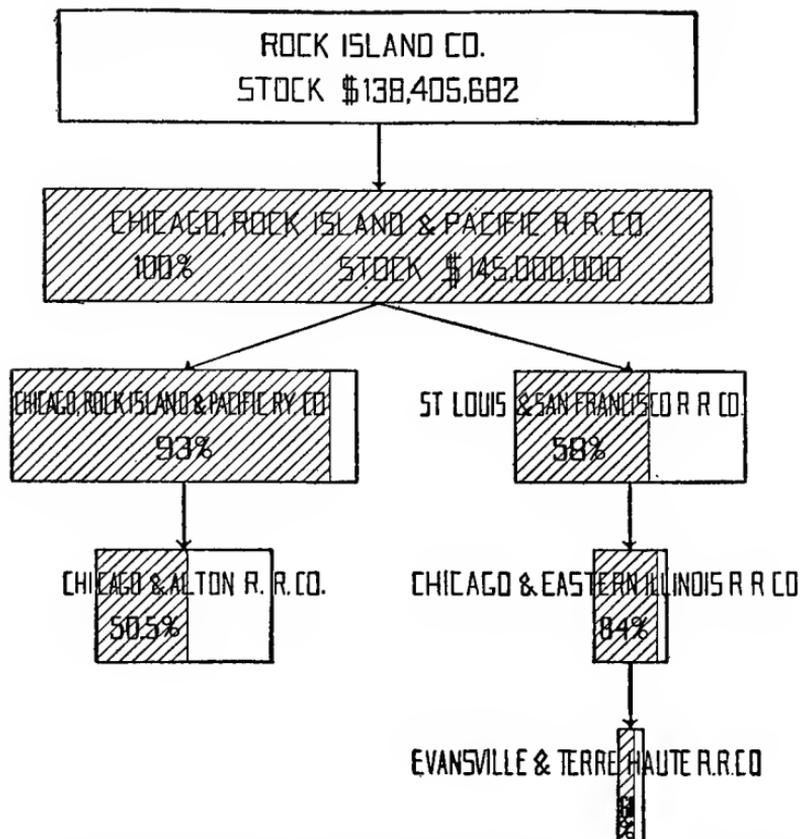 ROCK ISLAND CO.
STOCK $138,405,682
CHICAGO, ROCK ISLAND & PACIFIC R. R. CO.
100% STOCK $145,000,000
CHICAGO, ROCK ISLAND & PACIFIC RY. CO
93%
ST LOUIS & SAN FRANCISCO R R CO.
58%
CHICAGO & ALTON R. R. CO.
50.5%
CHICAGO & EASTERN ILLINOIS R R CO
84%
EVANSVILLE & TERRE HAUTE R.R.CO